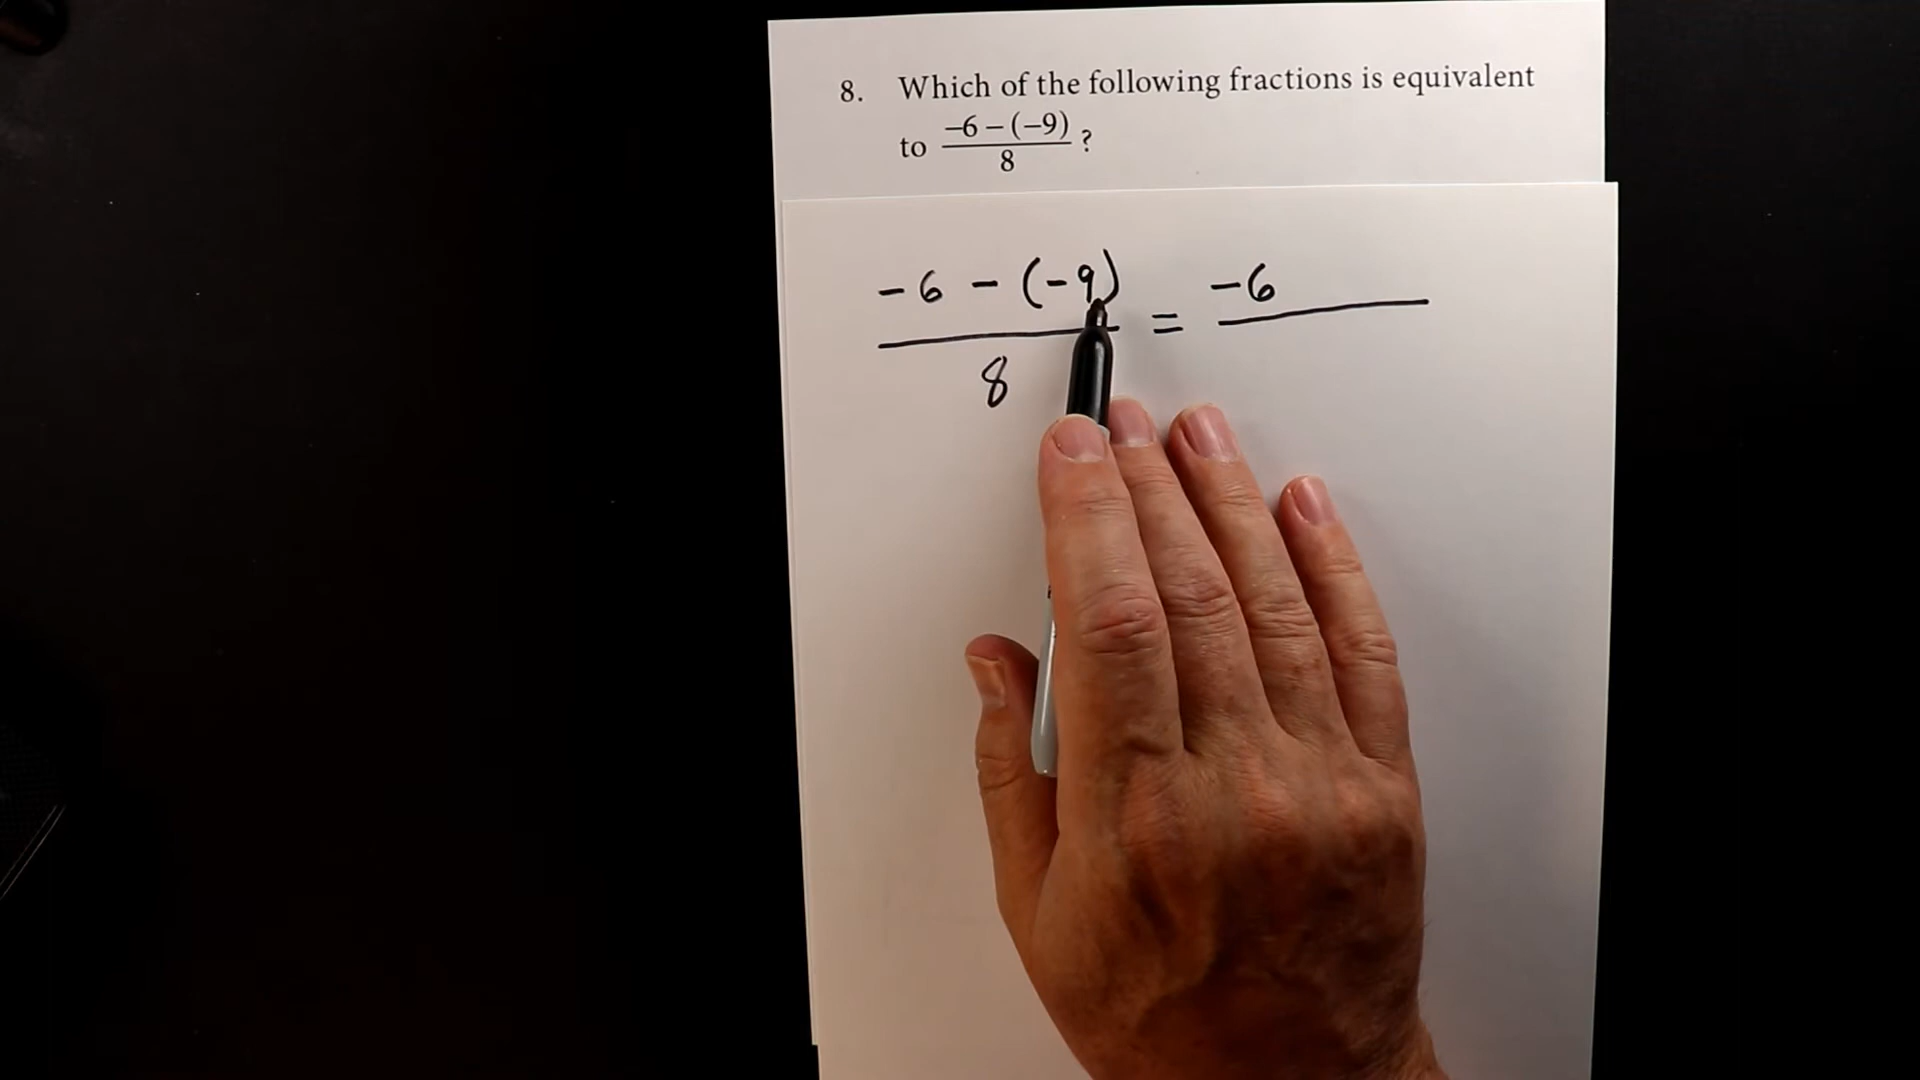 8. Which of the following fractions is equivalent
to −6 − (−9) / 8 ?
-6 - (-9) / 8 = -6